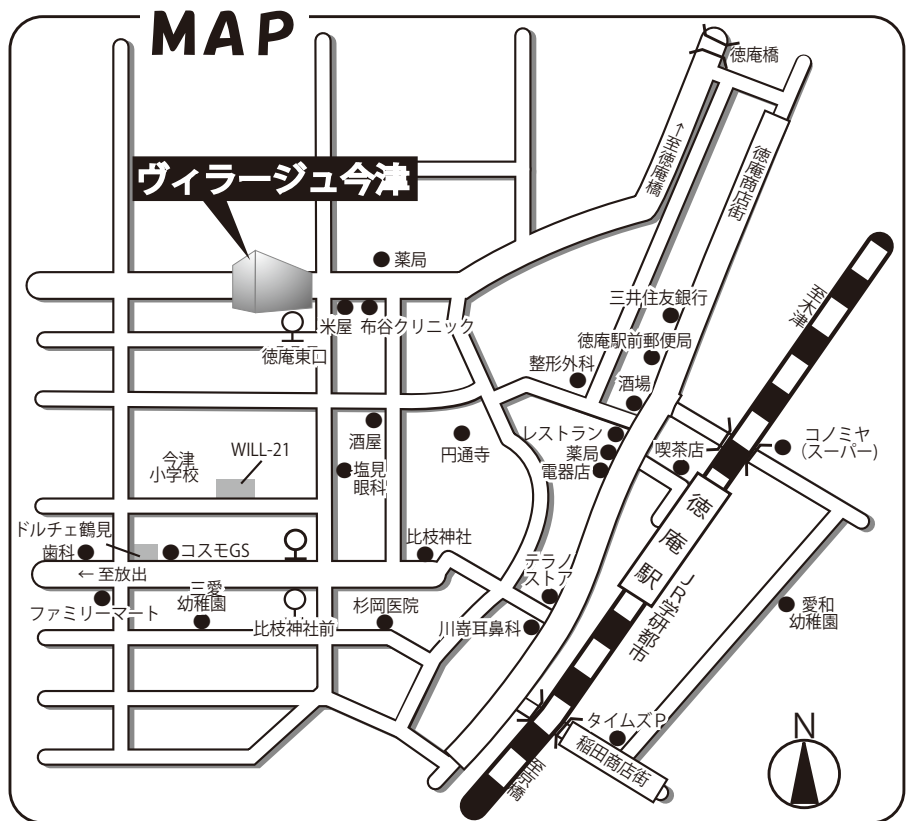 MAP
徳庵橋
←至徳庵橋
徳庵商店街
ヴィラージュ今津
薬局
至木津
三井住友銀行
米屋
布谷クリニック
徳庵東口
徳庵駅前郵便局
整形外科
酒場
酒屋
円通寺
レストラン
薬局
電器店
喫茶店
コノミヤ
（スーパー）
今津
小学校
WILL-21
塩見
眼科
徳庵駅
ドルチェ鶴見
歯科
コスモGS
比枝神社
← 至放出
テラノ
ストア
JR学研都市
ファミリーマート
三愛
幼稚園
比枝神社前
杉岡医院
川嵜耳鼻科
愛和
幼稚園
タイムズP
稲田商店街
至京橋
N